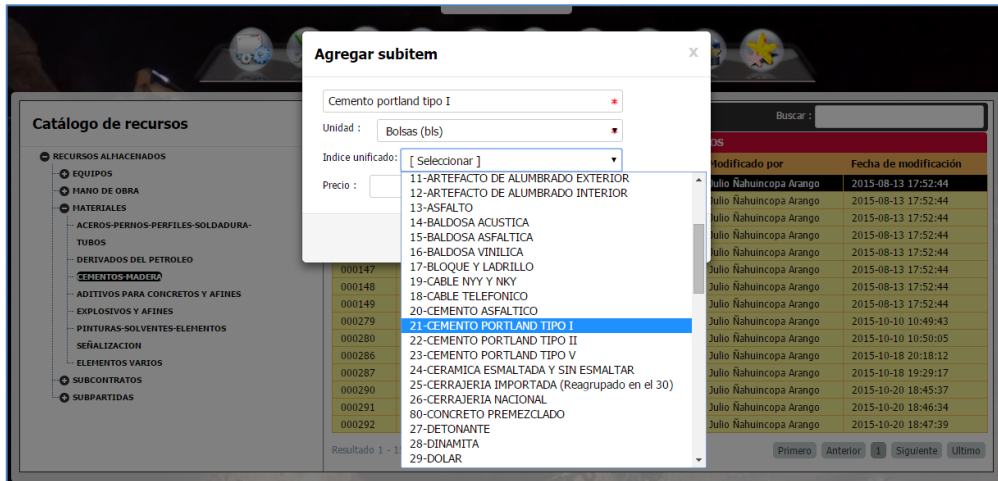 Agregar subitem
X
Cemento portland tipo I *
Unidad : Bolsas (bls)
Indice unificado: [ Seleccionar ]
Precio :
11-ARTEFACTO DE ALUMBRADO EXTERIOR
12-ARTEFACTO DE ALUMBRADO INTERIOR
13-ASFALTO
14-BALDOSA ACUSTICA
15-BALDOSA ASFALTICA
16-BALDOSA VINILICA
17-BLOQUE Y LADRILLO
19-CABLE NYY Y NKY
18-CABLE TELEFONICO
20-CEMENTO ASFALTICO
21-CEMENTO PORTLAND TIPO I
22-CEMENTO PORTLAND TIPO II
23-CEMENTO PORTLAND TIPO V
24-CERAMICA ESMALTADA Y SIN ESMALTAR
25-CERRAJERIA IMPORTADA (Reagrupado en el 30)
26-CERRAJERIA NACIONAL
80-CONCRETO PREMEZCLADO
27-DETONANTE
28-DINAMITA
29-DOLAR
Catálogo de recursos
RECURSOS ALMACENADOS
EQUIPOS
MANO DE OBRA
MATERIALES
ACEROS-PERNOS-PERFILES-SOLDADURA-
TUBOS
DERIVADOS DEL PETROLEO
CEMENTOS-MADERA
ADITIVOS PARA CONCRETOS Y AFINES
EXPLOSIVOS Y AFINES
PINTURAS-SOLVENTES-ELEMENTOS
SEÑALIZACION
ELEMENTOS VARIOS
SUBCONTRATOS
SUBPARTIDAS
Buscar :
Modificado por Fecha de modificación
Julio Ñahuincopa Arango 2015-08-13 17:52:44
Julio Ñahuincopa Arango 2015-08-13 17:52:44
Julio Ñahuincopa Arango 2015-08-13 17:52:44
Julio Ñahuincopa Arango 2015-08-13 17:52:44
Julio Ñahuincopa Arango 2015-08-13 17:52:44
000147 Julio Ñahuincopa Arango 2015-08-13 17:52:44
000148 Julio Ñahuincopa Arango 2015-08-13 17:52:44
000149 Julio Ñahuincopa Arango 2015-08-13 17:52:44
000279 Julio Ñahuincopa Arango 2015-10-10 10:49:43
000280 Julio Ñahuincopa Arango 2015-10-10 10:50:05
000286 Julio Ñahuincopa Arango 2015-10-18 20:18:12
000287 Julio Ñahuincopa Arango 2015-10-18 19:29:17
000290 Julio Ñahuincopa Arango 2015-10-20 18:45:37
000291 Julio Ñahuincopa Arango 2015-10-20 18:46:34
000292 Julio Ñahuincopa Arango 2015-10-20 18:47:39
Resultado 1 - 1
Primero Anterior 1 Siguiente Ultimo